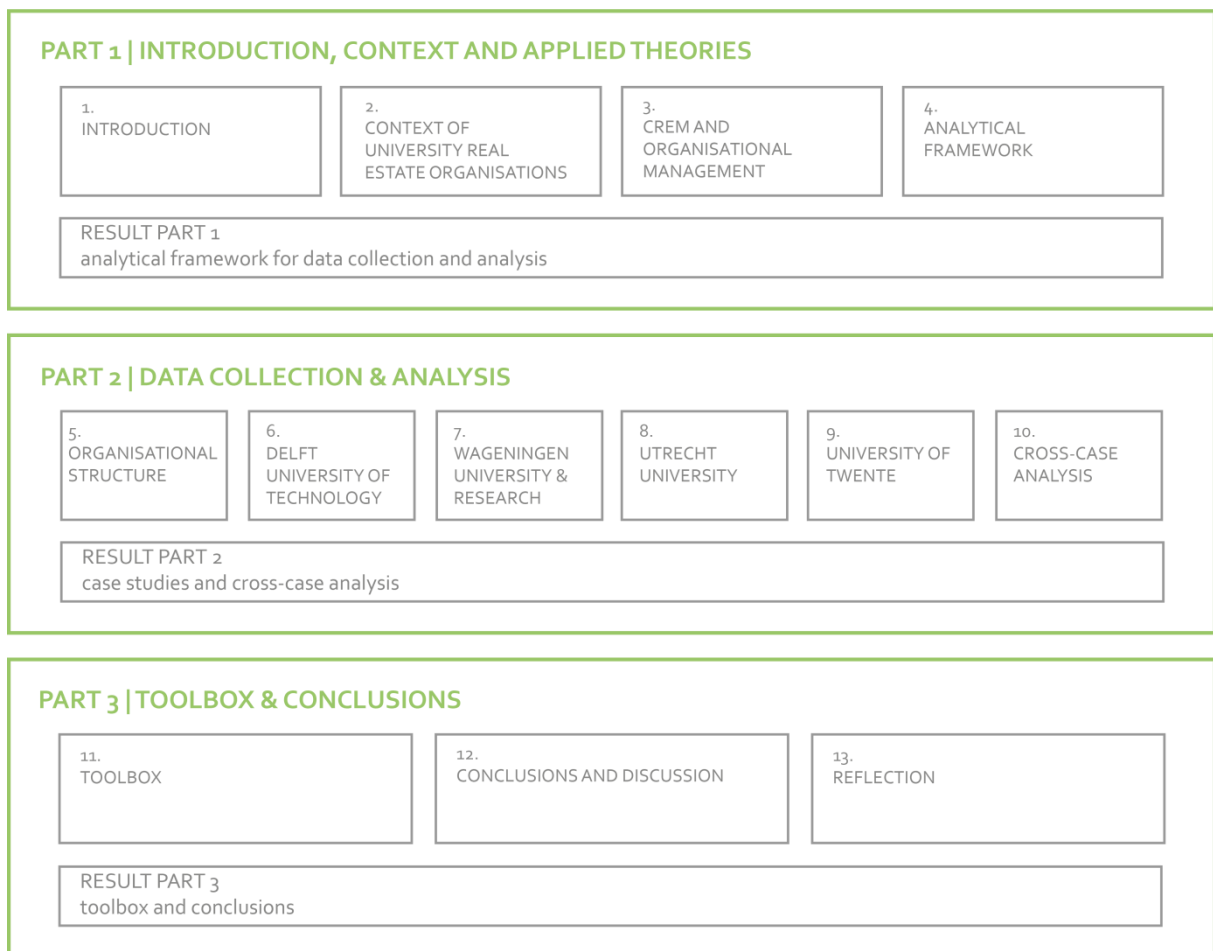 PART 1 | INTRODUCTION, CONTEXT AND APPLIED THEORIES
1.
INTRODUCTION
2.
CONTEXT OF
UNIVERSITY REAL
ESTATE ORGANISATIONS
3.
CREM AND
ORGANISATIONAL
MANAGEMENT
4.
ANALYTICAL
FRAMEWORK
RESULT PART 1
analytical framework for data collection and analysis
PART 2 | DATA COLLECTION & ANALYSIS
5.
ORGANISATIONAL
STRUCTURE
6.
DELFT
UNIVERSITY OF
TECHNOLOGY
7.
WAGENINGEN
UNIVERSITY &
RESEARCH
8.
UTRECHT
UNIVERSITY
9.
UNIVERSITY OF
TWENTE
10.
CROSS-CASE
ANALYSIS
RESULT PART 2
case studies and cross-case analysis
PART 3 | TOOLBOX & CONCLUSIONS
11.
TOOLBOX
12.
CONCLUSIONS AND DISCUSSION
13.
REFLECTION
RESULT PART 3
toolbox and conclusions